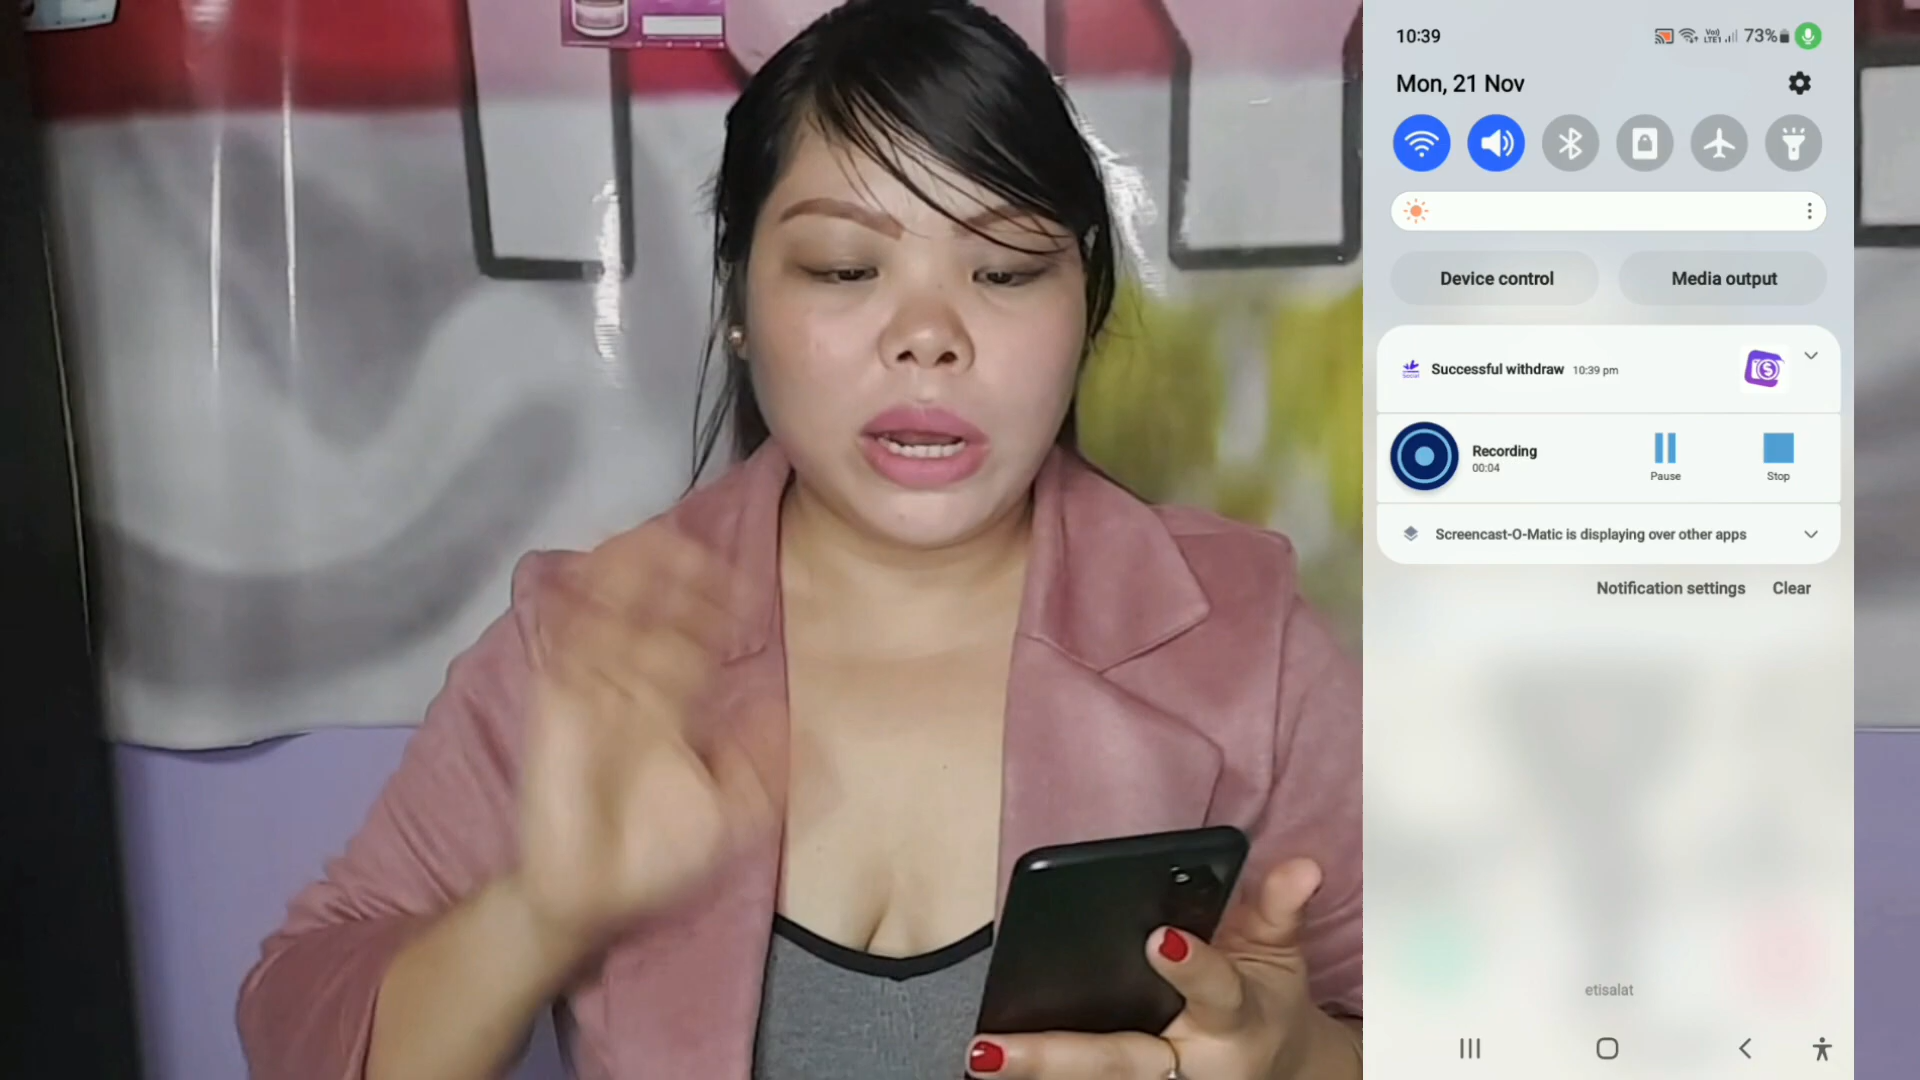 10:39
73%
Mon, 21 Nov
Device control
Media output
Successful withdraw 10:39 pm
Recording
00:04
Pause
Stop
Screencast-O-Matic is displaying over other apps
Notification settings
Clear
etisalat